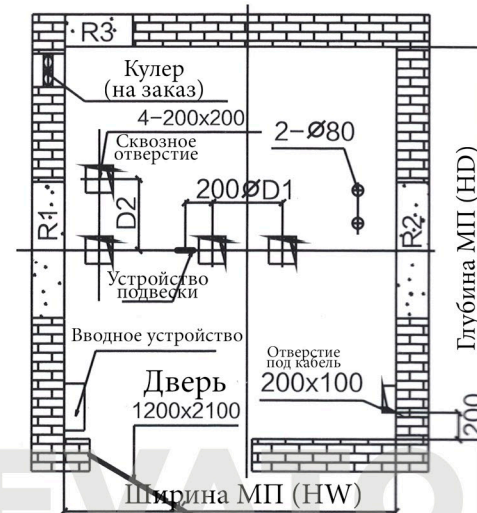 R3
Кулер
(на заказ)
4-200x200
Сквозное
отверстие
2-Ø80
200ØD1
D2
R1
R2
Глубина МП (HD)
Устройство
подвески
Вводное устройство
Отверстие
под кабель
200x100
Дверь
1200x2100
200
Ширина МП (HW)